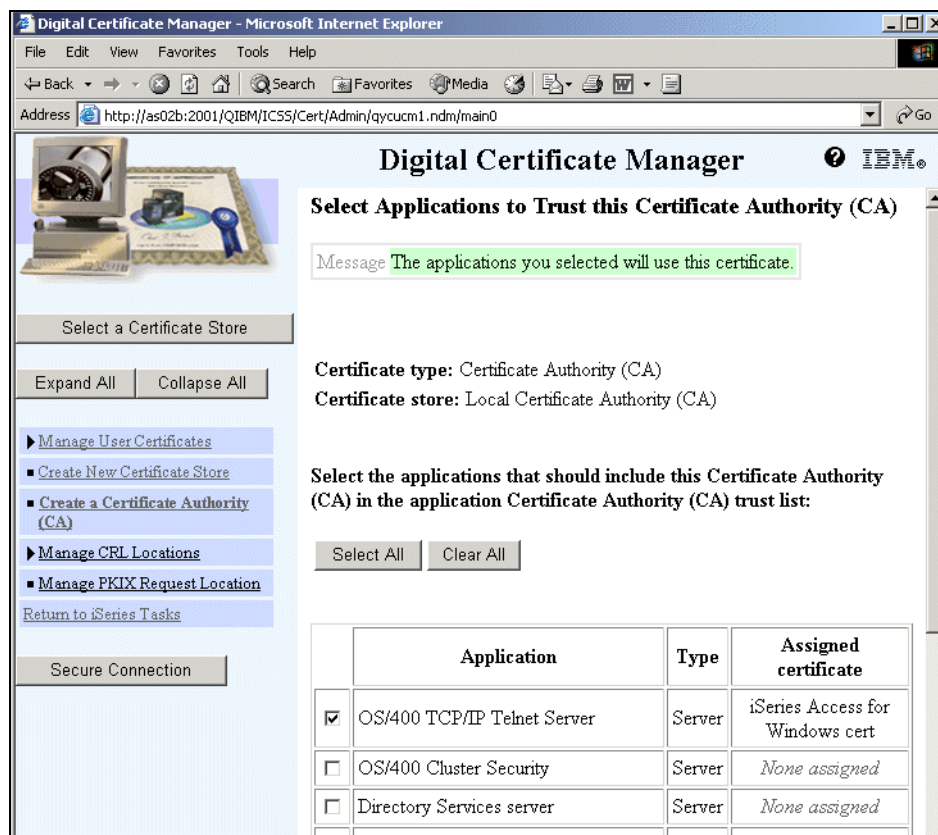 Digital Certificate Manager - Microsoft Internet Explorer
File Edit View Favorites Tools Help
Back Search Favorites Media
Address http://as02b:2001/QIBM/ICSS/Cert/Admin/qycucm1.ndm/main0 Go
Digital Certificate Manager
IBM
Select a Certificate Store
Expand All Collapse All
Manage User Certificates
Create New Certificate Store
Create a Certificate Authority
(CA)
Manage CRL Locations
Manage PKIX Request Location
Return to iSeries Tasks
Secure Connection
Select Applications to Trust this Certificate Authority (CA)
Message The applications you selected will use this certificate.
Certificate type: Certificate Authority (CA)
Certificate store: Local Certificate Authority (CA)
Select the applications that should include this Certificate Authority
(CA) in the application Certificate Authority (CA) trust list:
Select All Clear All
Application Type Assigned
certificate
OS/400 TCP/IP Telnet Server Server iSeries Access for
Windows cert
OS/400 Cluster Security Server None assigned
Directory Services server Server None assigned